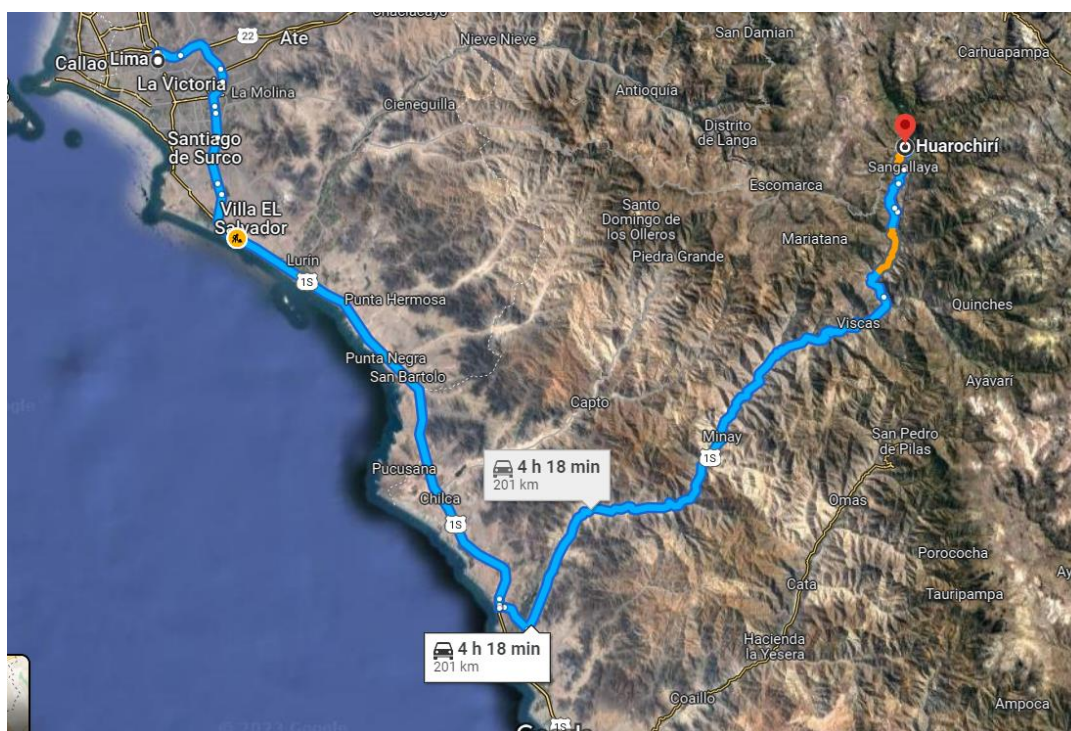 22
Ate
Nieve Nieve
San Damian
Carhuapampa
Callao
Lima
La Victoria
La Molina
Cieneguilla
Antioquia
Distrito
de Langa
Huarochirí
Sangallaya
Santiago
de Surco
Escomarca
Villa EL
Salvador
Santo
Domingo de
los Olleros
Mariatana
Piedra Grande
Lurín
1S
Punta Hermosa
Quinches
Viscas
Punta Negra
San Bartolo
Ayavarí
Capto
Minay
San Pedro
de Pilas
1S
4 h 18 min
201 km
Pucusana
Chilca
1S
Omas
Porococha
Cata
Tauripampa
4 h 18 min
201 km
Hacienda
la Yesera
Coaillo
Ampoca
1S